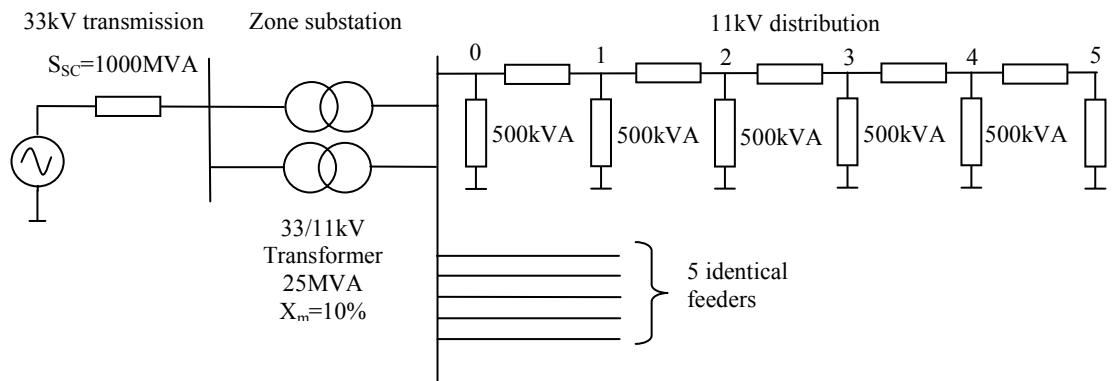 33kV transmission
Zone substation
11kV distribution
S_SC=1000MVA
0
1
2
3
4
5
500kVA
500kVA
500kVA
500kVA
500kVA
33/11kV
Transformer
25MVA
X_m=10%
5 identical
feeders